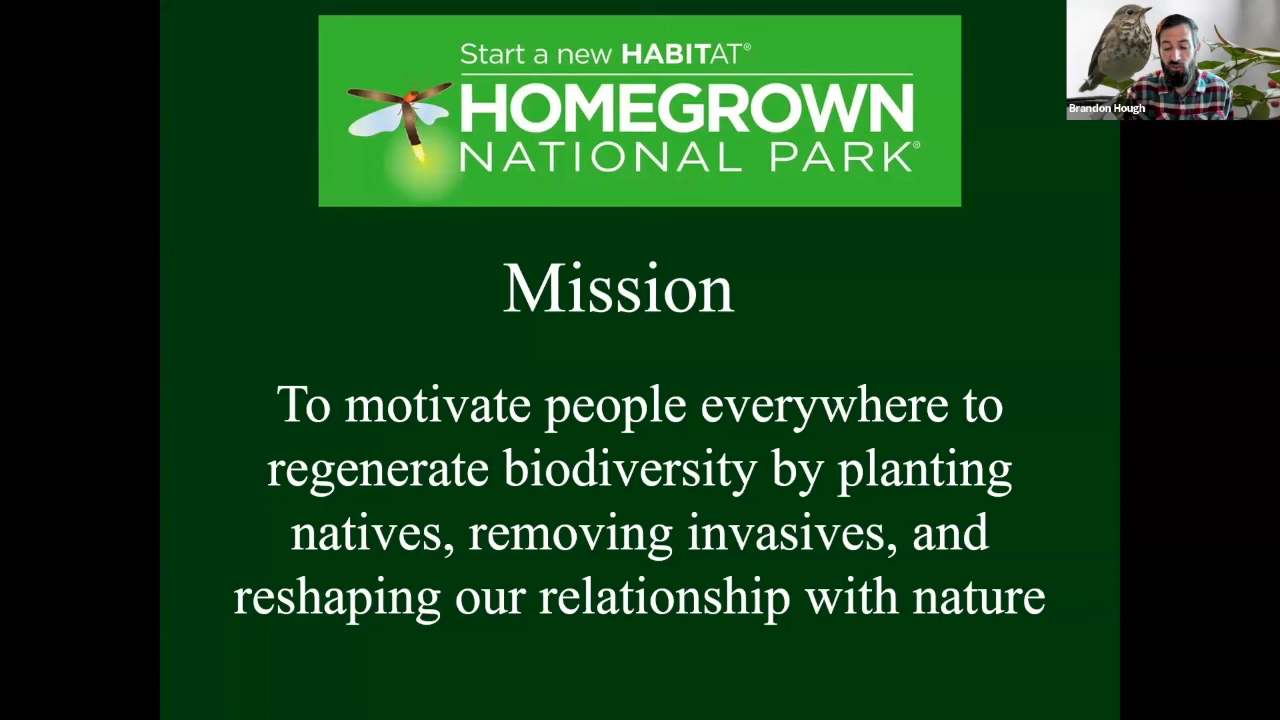 Start a new HABITAT®
HOMEGROWN
NATIONAL PARK®
Brandon Hough
Mission
To motivate people everywhere to
regenerate biodiversity by planting
natives, removing invasives, and
reshaping our relationship with nature